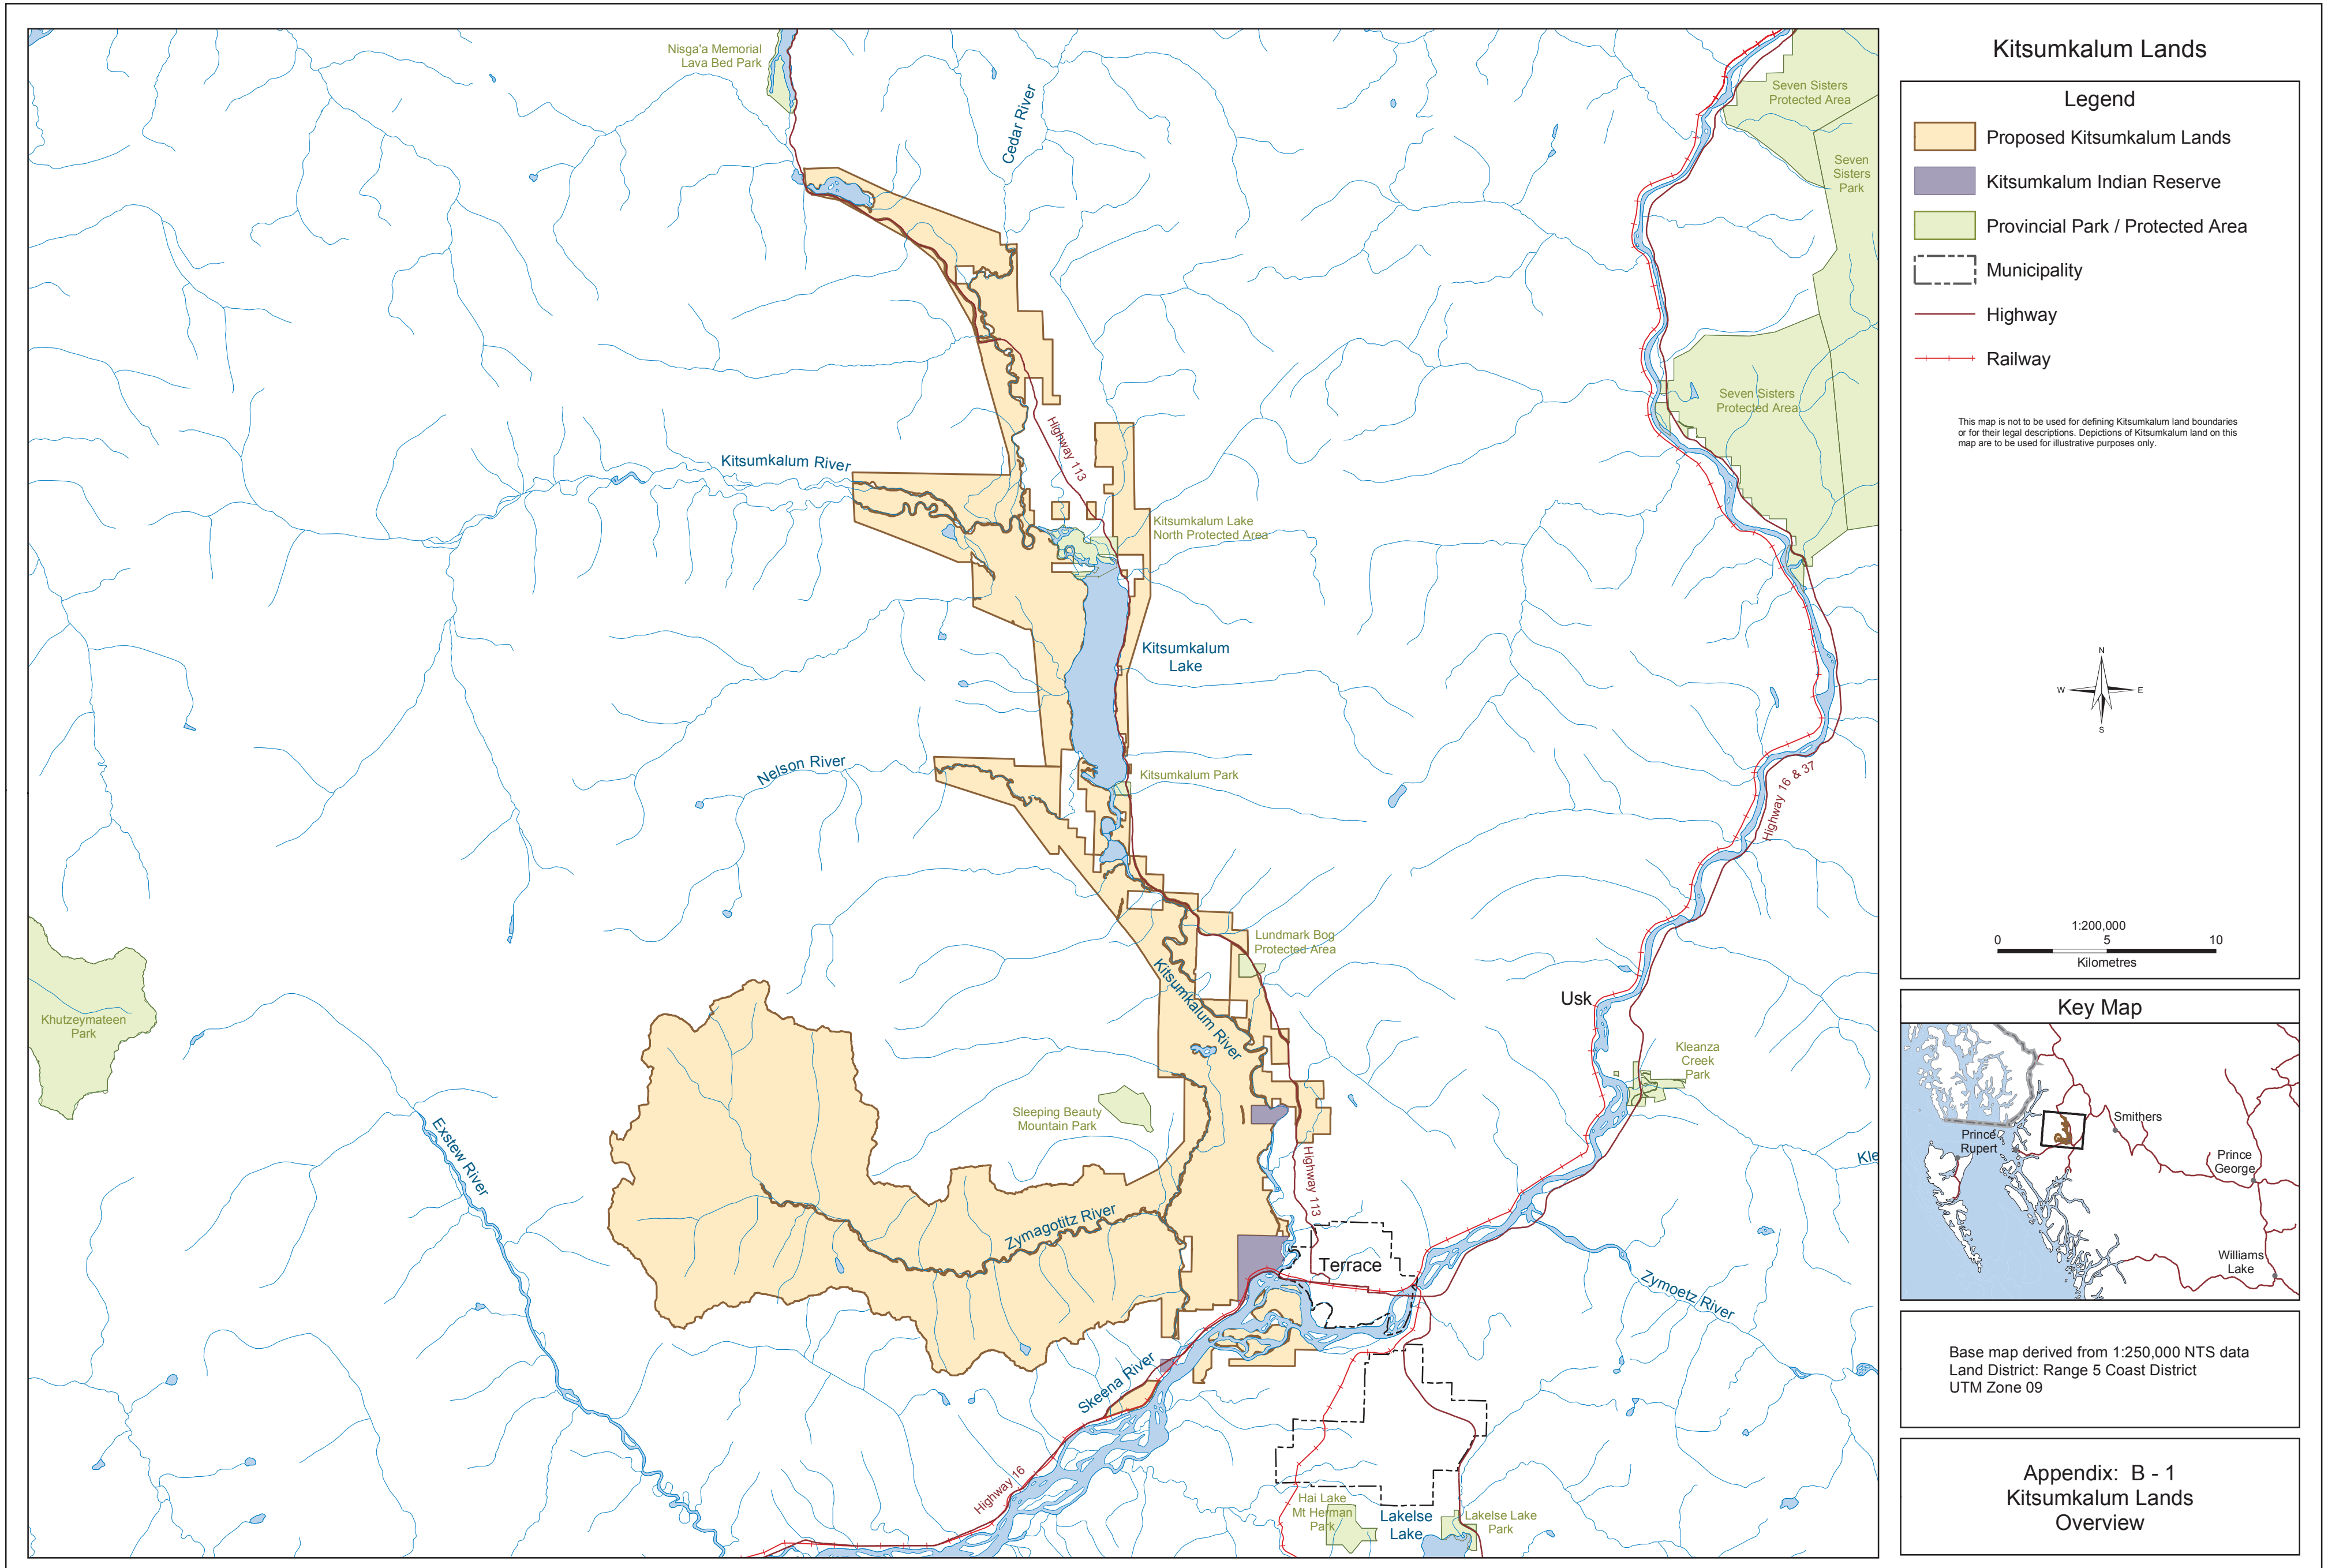 Kitsumkalum Lands
Legend
Proposed Kitsumkalum Lands
Kitsumkalum Indian Reserve
Provincial Park / Protected Area
Municipality
Highway
Railway
This map is not to be used for defining Kitsumkalum land boundaries
or for their legal descriptions. Depictions of Kitsumkalum land on this
map are to be used for illustrative purposes only.
N
W
E
S
1:200,000
0
5
10
Kilometres
Key Map
Smithers
Prince
Rupert
Prince
George
Williams
Lake
Base map derived from 1:250,000 NTS data
Land District: Range 5 Coast District
UTM Zone 09
Appendix: B - 1
Kitsumkalum Lands
Overview
Nisga'a Memorial
Lava Bed Park
Cedar River
Seven Sisters
Protected Area
Seven
Sisters
Park
Seven Sisters
Protected Area
Highway 113
Kitsumkalum River
Kitsumkalum Lake
North Protected Area
Kitsumkalum
Lake
Nelson River
Kitsumkalum Park
Highway 16 & 37
Lundmark Bog
Protected Area
Kitsumkalum River
Usk
Khutzeymateen
Park
Kleanza
Creek
Park
Sleeping Beauty
Mountain Park
Exstew River
Kle
Highway 113
Zymagotitz River
Terrace
Zymoetz River
Skeena River
Highway 16
Hai Lake
Mt Herman
Park
Lakelse
Lake
Lakelse Lake
Park